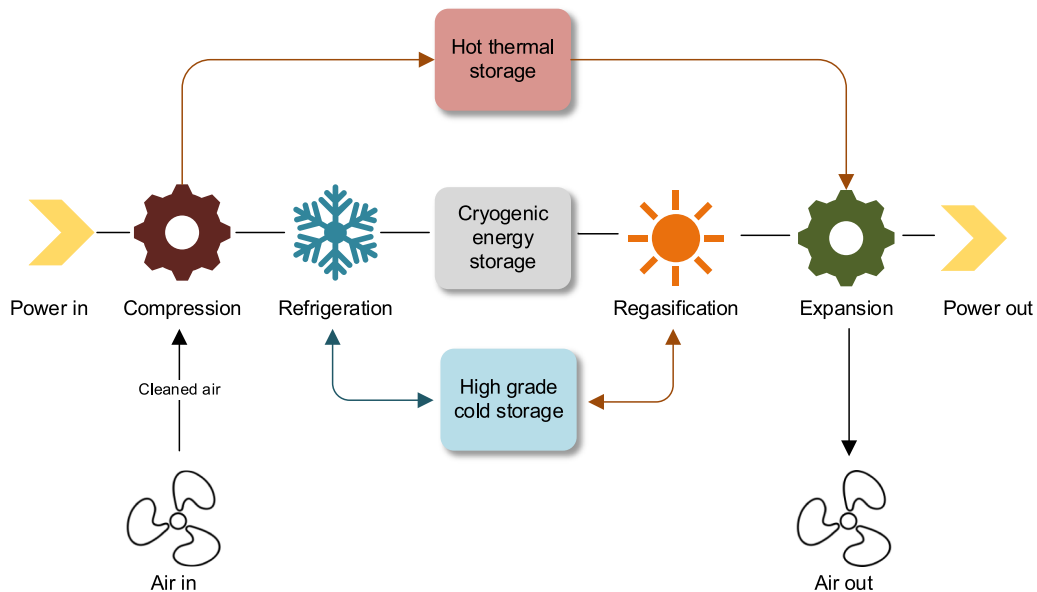 Hot thermal
storage
Cryogenic
energy
storage
Power in
Compression
Refrigeration
Regasification
Expansion
Power out
Cleaned air
High grade
cold storage
Air in
Air out